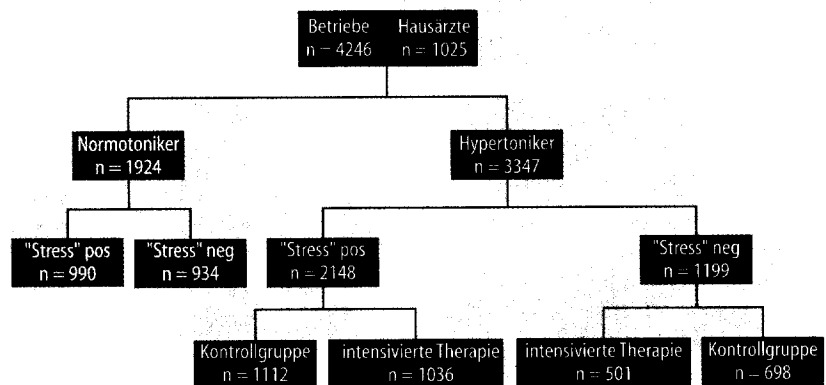 Betriebe Hausärzte
n = 4246 n = 1025
Normotoniker
n = 1924
Hypertoniker
n = 3347
"Stress" pos
n = 990
"Stress" neg
n = 934
"Stress" pos
n = 2148
"Stress" neg
n = 1199
Kontrollgruppe
n = 1112
intensivierte Therapie
n = 1036
intensivierte Therapie
n = 501
Kontrollgruppe
n = 698